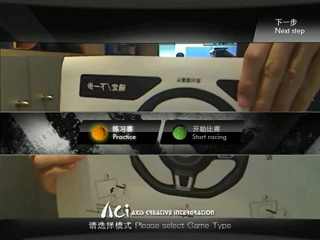 下一步
Next step
练习赛
Practice
开始比赛
Start racing
ACi AXIS CREATIVE INTEGRATION
请选择模式 Please select Game Type